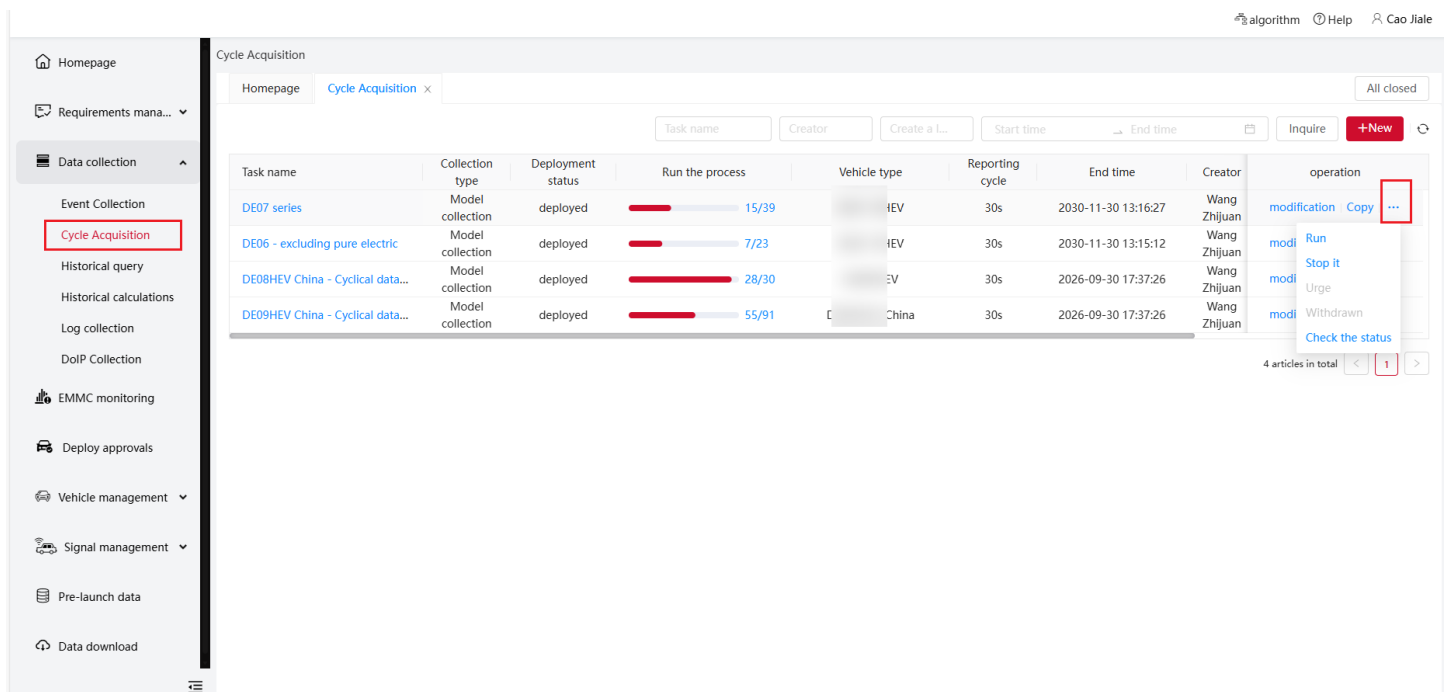 algorithm Help Cao Jiale
Homepage
Requirements mana...
Data collection
Event Collection
Cycle Acquisition
Historical query
Historical calculations
Log collection
DoIP Collection
EMMC monitoring
Deploy approvals
Vehicle management
Signal management
Pre-launch data
Data download
Cycle Acquisition
Homepage Cycle Acquisition × All closed
Task name Creator Create a l... Start time → End time Inquire +New
Task name Collection type Deployment status Run the process Vehicle type Reporting cycle End time Creator operation
DE07 series Model collection deployed 15/39 HEV 30s 2030-11-30 13:16:27 Wang Zhijuan modification Copy ...
DE06 - excluding pure electric Model collection deployed 7/23 HEV 30s 2030-11-30 13:15:12 Wang Zhijuan modi
DE08HEV China - Cyclical data... Model collection deployed 28/30 EV 30s 2026-09-30 17:37:26 Wang Zhijuan modi
DE09HEV China - Cyclical data... Model collection deployed 55/91 China 30s 2026-09-30 17:37:26 Wang Zhijuan modi
Run
Stop it
Urge
Withdrawn
Check the status
4 articles in total < 1 >